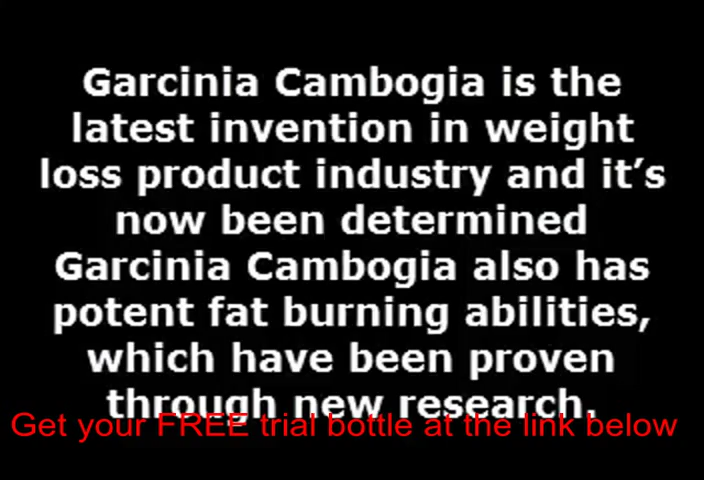 Garcinia Cambogia is the
latest invention in weight
loss product industry and it’s
now been determined
Garcinia Cambogia also has
potent fat burning abilities,
which have been proven
through new research.
Get your FREE trial bottle at the link below